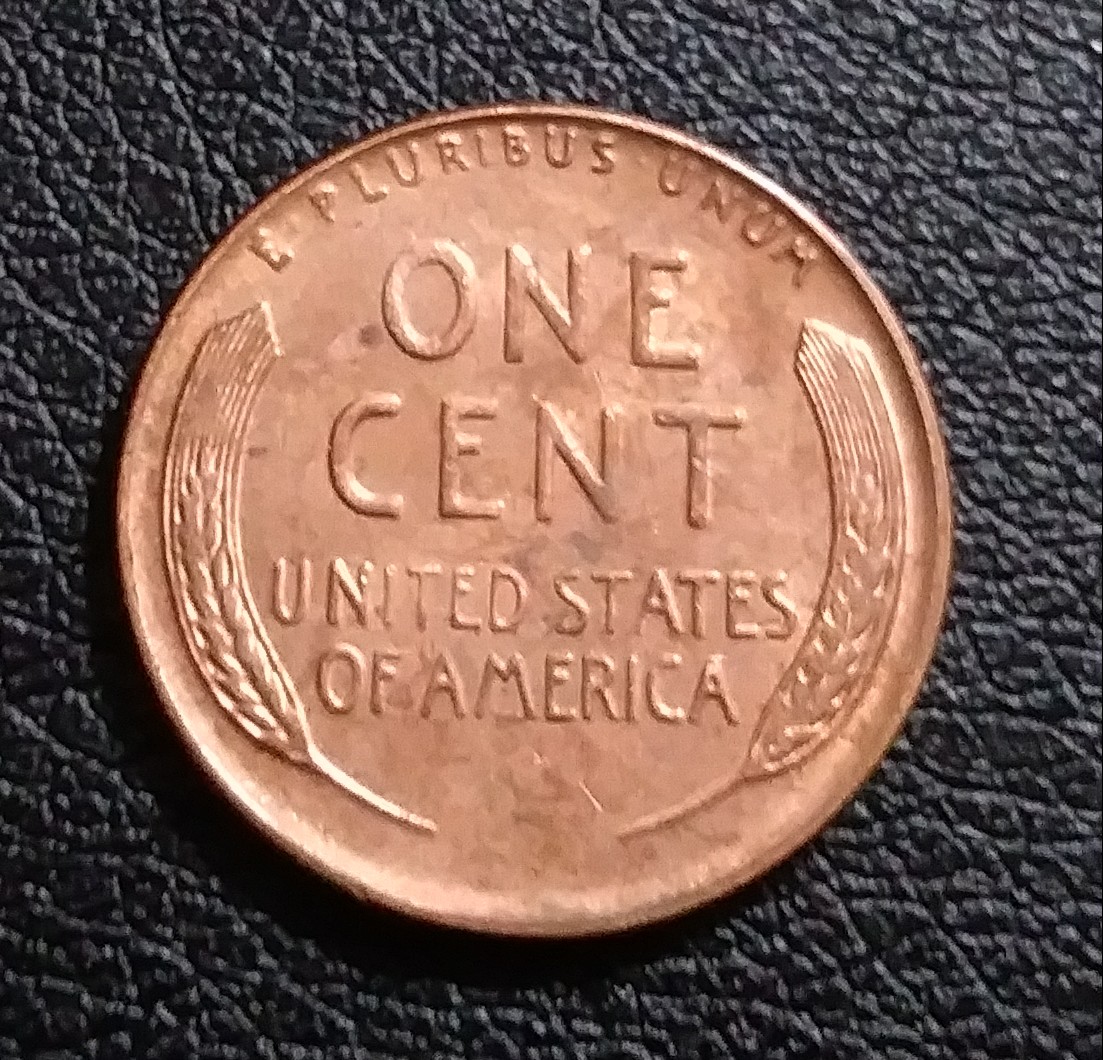 E · PLURIBUS · UNUM
ONE
CENT
UNITED STATES
OF AMERICA